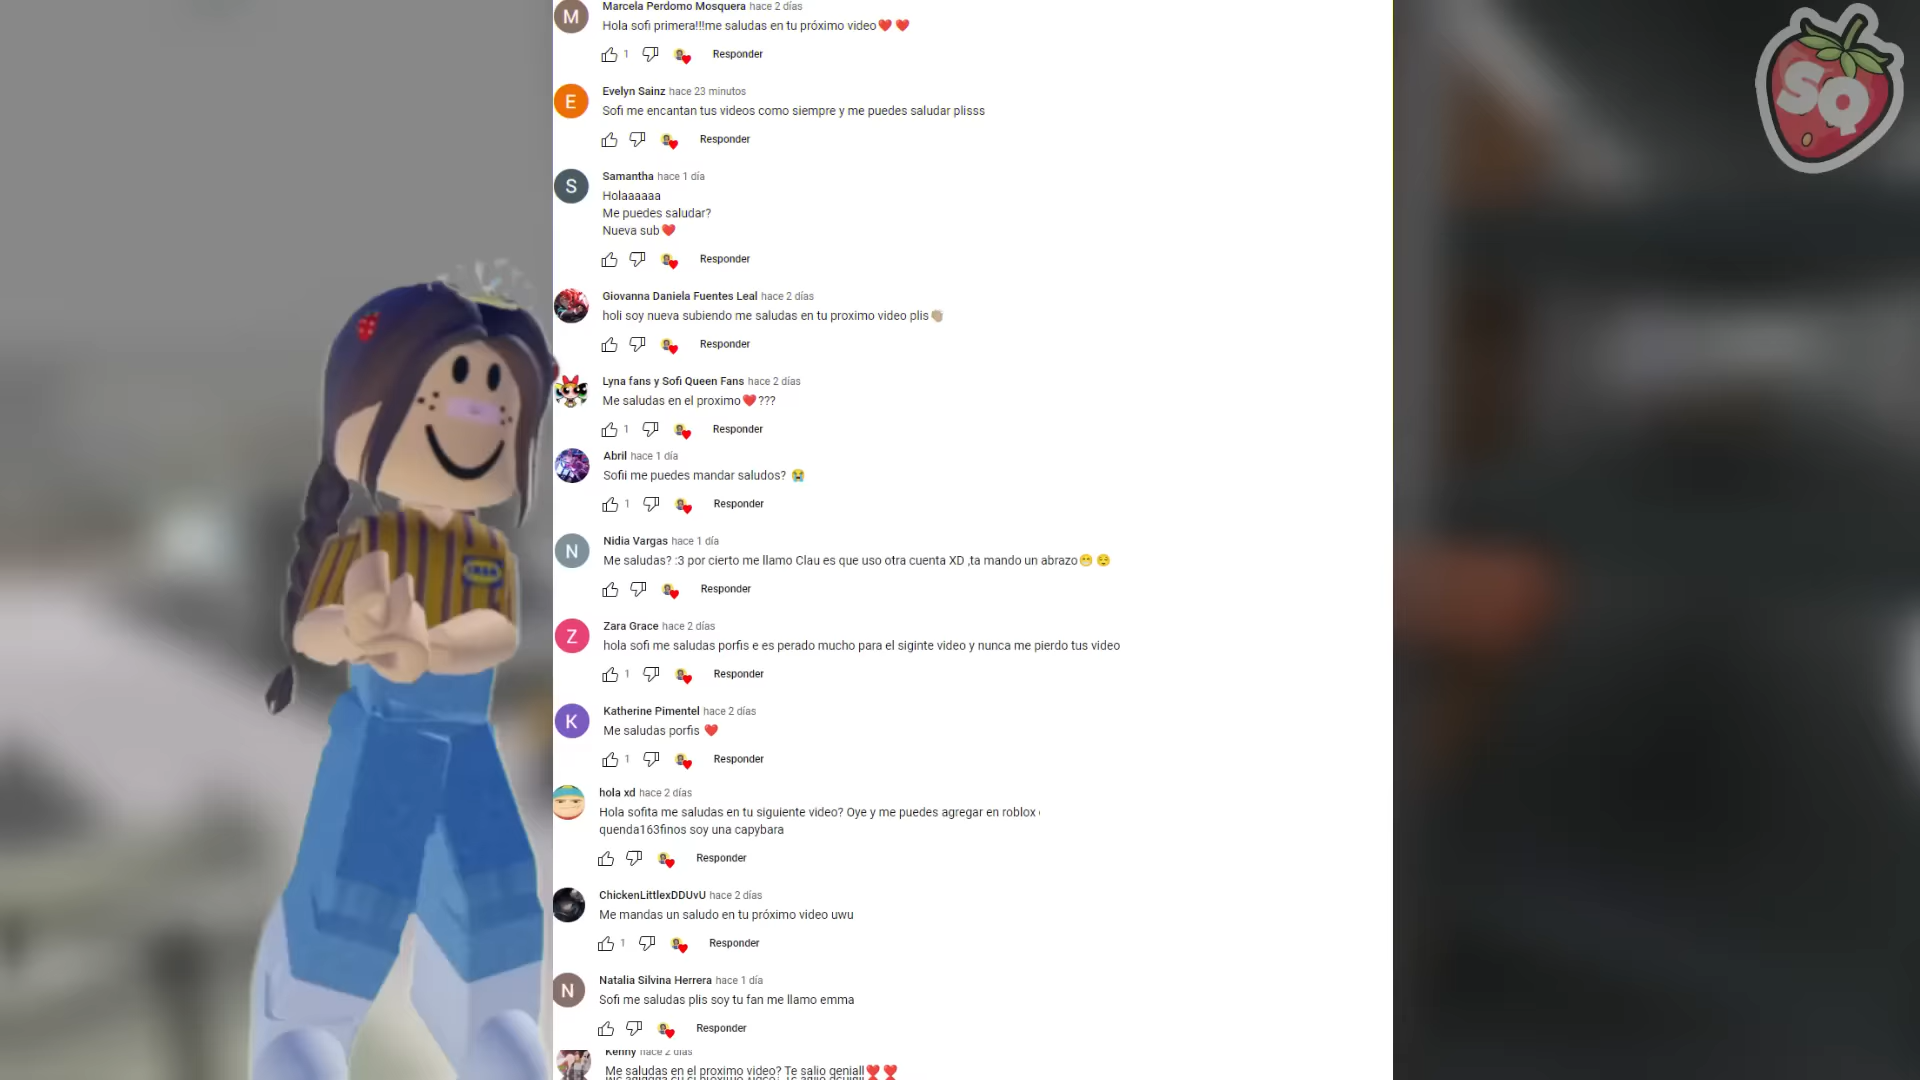 Marcela Perdomo Mosquera hace 2 días
Hola sofi primera!!!me saludas en tu próximo video❤️ ❤️
1 Responder
Evelyn Sainz hace 23 minutos
Sofi me encantan tus videos como siempre y me puedes saludar plisss
Responder
Samantha hace 1 día
Holaaaaaa
Me puedes saludar?
Nueva sub❤️
Responder
Giovanna Daniela Fuentes Leal hace 2 días
holi soy nueva subiendo me saludas en tu proximo video plis👏🏼
Responder
Lyna fans y Sofi Queen Fans hace 2 días
Me saludas en el proximo❤️???
1 Responder
Abril hace 1 día
Sofii me puedes mandar saludos? 😭
1 Responder
Nidia Vargas hace 1 día
Me saludas? :3 por cierto me llamo Clau es que uso otra cuenta XD ,ta mando un abrazo😁 😌
Responder
Zara Grace hace 2 días
hola sofi me saludas porfis e es perado mucho para el siginte video y nunca me pierdo tus video
1 Responder
Katherine Pimentel hace 2 días
Me saludas porfis ❤️
1 Responder
hola xd hace 2 días
Hola sofita me saludas en tu siguiente video? Oye y me puedes agregar en roblox
quenda163finos soy una capybara
Responder
ChickenLittlexDDUvU hace 2 días
Me mandas un saludo en tu próximo video uwu
1 Responder
Natalia Silvina Herrera hace 1 día
Sofi me saludas plis soy tu fan me llamo emma
Responder
Kenny hace 2 días
Me saludas en el proximo video? Te salio geniall❣️❣️
SQ
IKEA